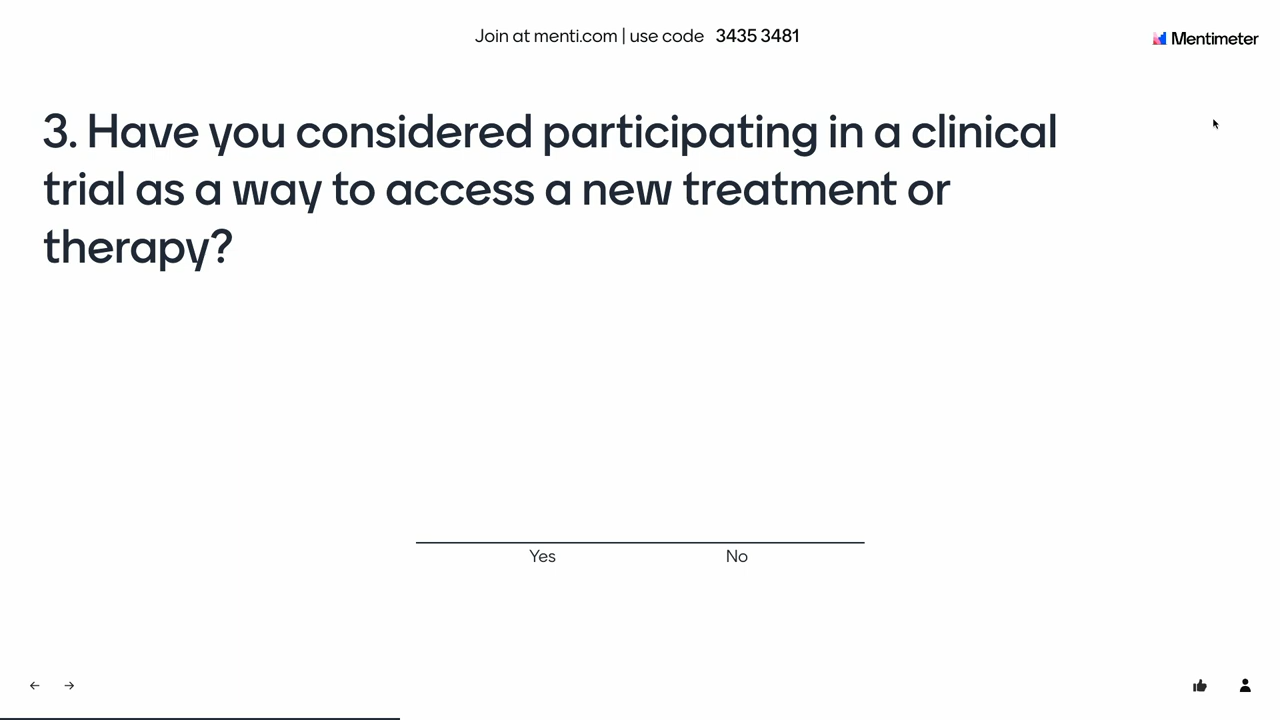 Join at menti.com | use code 3435 3481
Mentimeter
3. Have you considered participating in a clinical
trial as a way to access a new treatment or
therapy?
Yes No